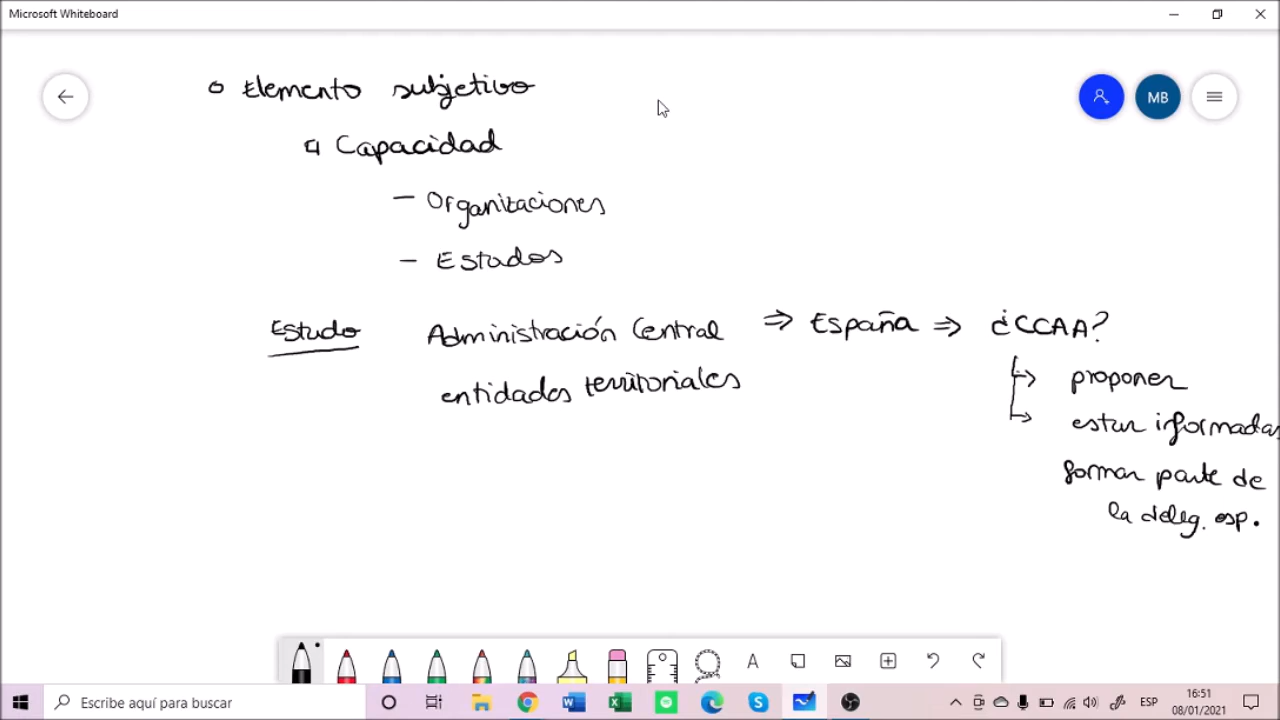 Microsoft Whiteboard
Elemento subjetivo
MB
Capacidad
- Organizaciones
- Estados
Estado Administración Central ⇒ España ⇒ ¿CCAA?
entidades territoriales
proponer
estar informadas
formar parte de
la deleg. esp.
A
Escribe aquí para buscar
ESP
16:51
08/01/2021